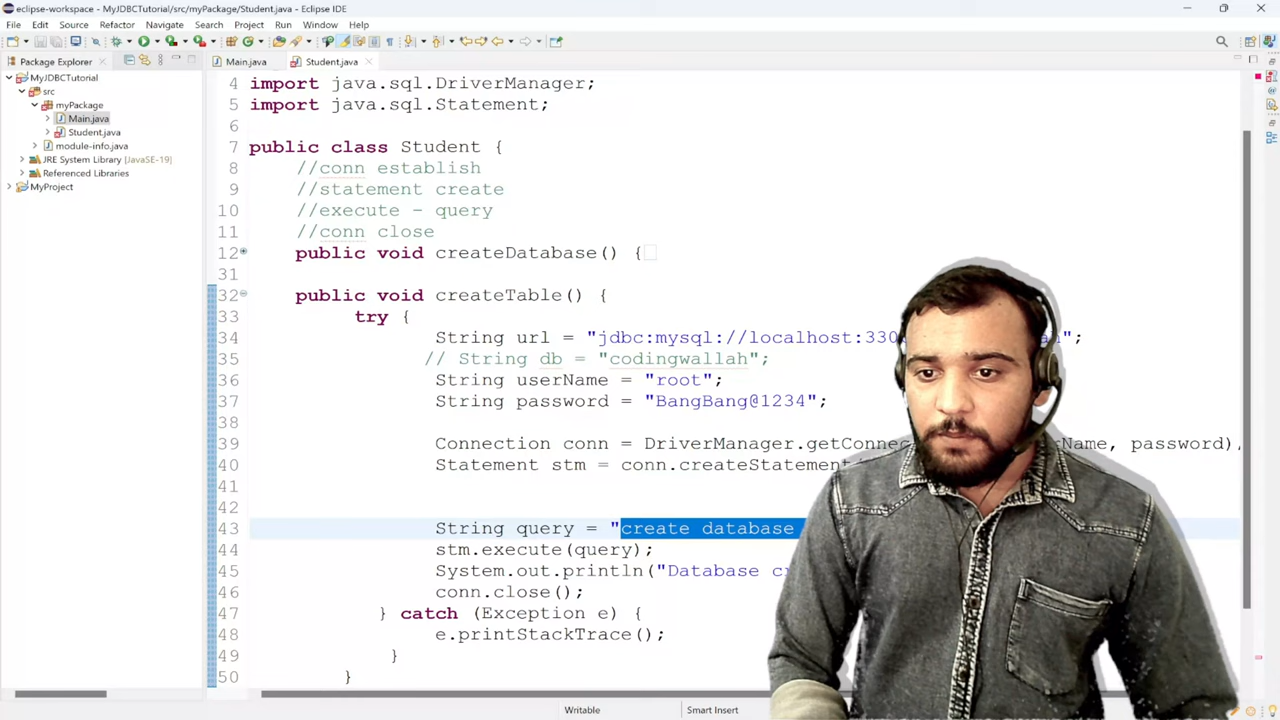 eclipse-workspace - MyJDBCTutorial/src/myPackage/Student.java - Eclipse IDE
File Edit Source Refactor Navigate Search Project Run Window Help
Package Explorer
Main.java
Student.java
MyJDBCTutorial
src
myPackage
Main.java
Student.java
module-info.java
JRE System Library [JavaSE-19]
Referenced Libraries
MyProject
4 import java.sql.DriverManager;
5 import java.sql.Statement;
6
7 public class Student {
8 //conn establish
9 //statement create
10 //execute - query
11 //conn close
12 public void createDatabase() {
31
32 public void createTable() {
33 try {
34 String url = "jdbc:mysql://localhost:330 ";
35 // String db = "codingwallah";
36 String userName = "root";
37 String password = "BangBang@1234";
38
39 Connection conn = DriverManager.getConnec Name, password),
40 Statement stm = conn.createStatement
41
42
43 String query = "create database
44 stm.execute(query);
45 System.out.println("Database
46 conn.close();
47 } catch (Exception e) {
48 e.printStackTrace();
49 }
50 }
Writable Smart Insert